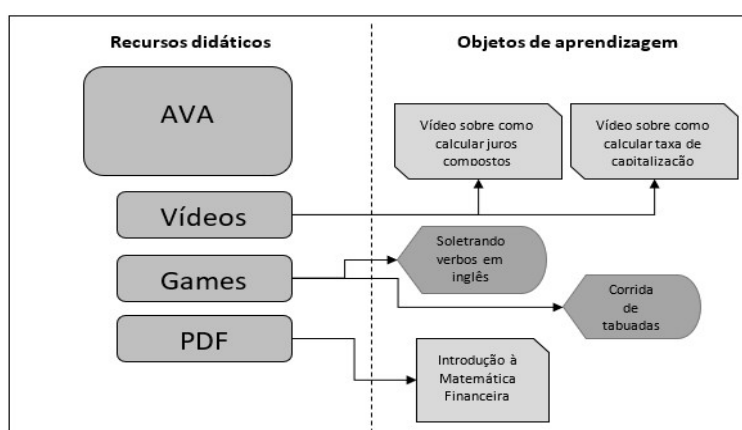 Recursos didáticos
Objetos de aprendizagem
AVA
Vídeo sobre como
calcular juros
compostos
Vídeo sobre como
calcular taxa de
capitalização
Vídeos
Soletrando
verbos em
inglês
Games
Corrida
de
tabuadas
PDF
Introdução à
Matemática
Financeira